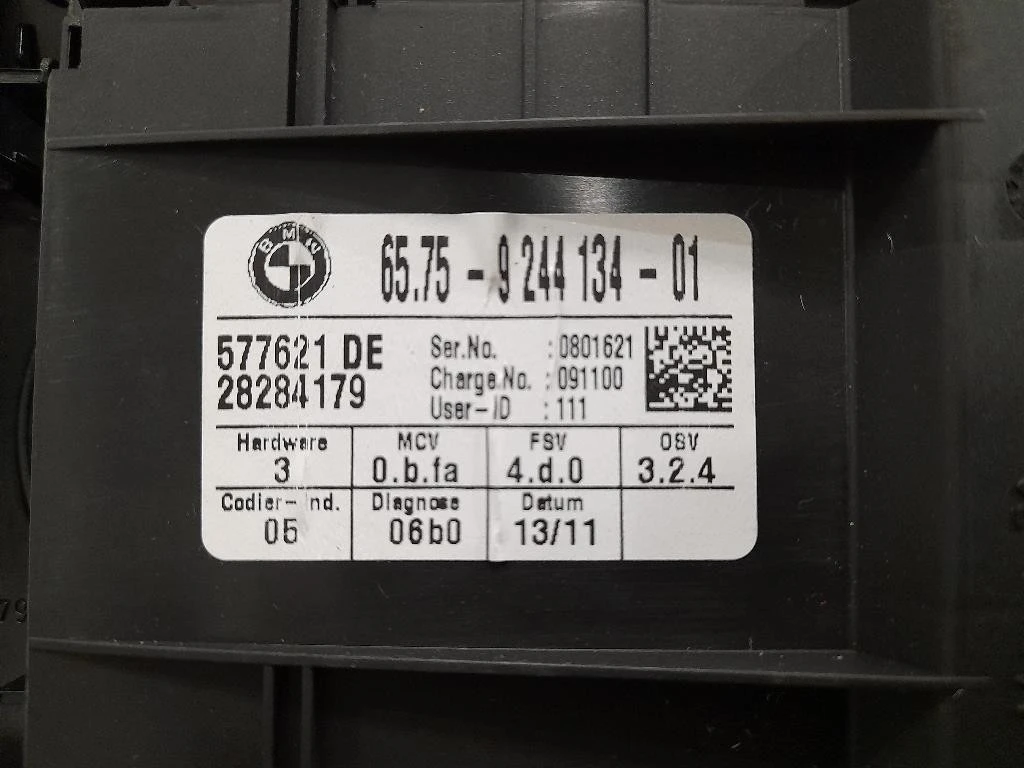 BMW
65.75 - 9 244 134 - 01
577621 DE
28284179
Ser.No. : 0801621
Charge.No. : 091100
User-ID : 111
Hardware MCV FSV OSV
3 0.b.fa 4.d.0 3.2.4
Codier-Ind. Diagnose Datum
05 06b0 13/11
79